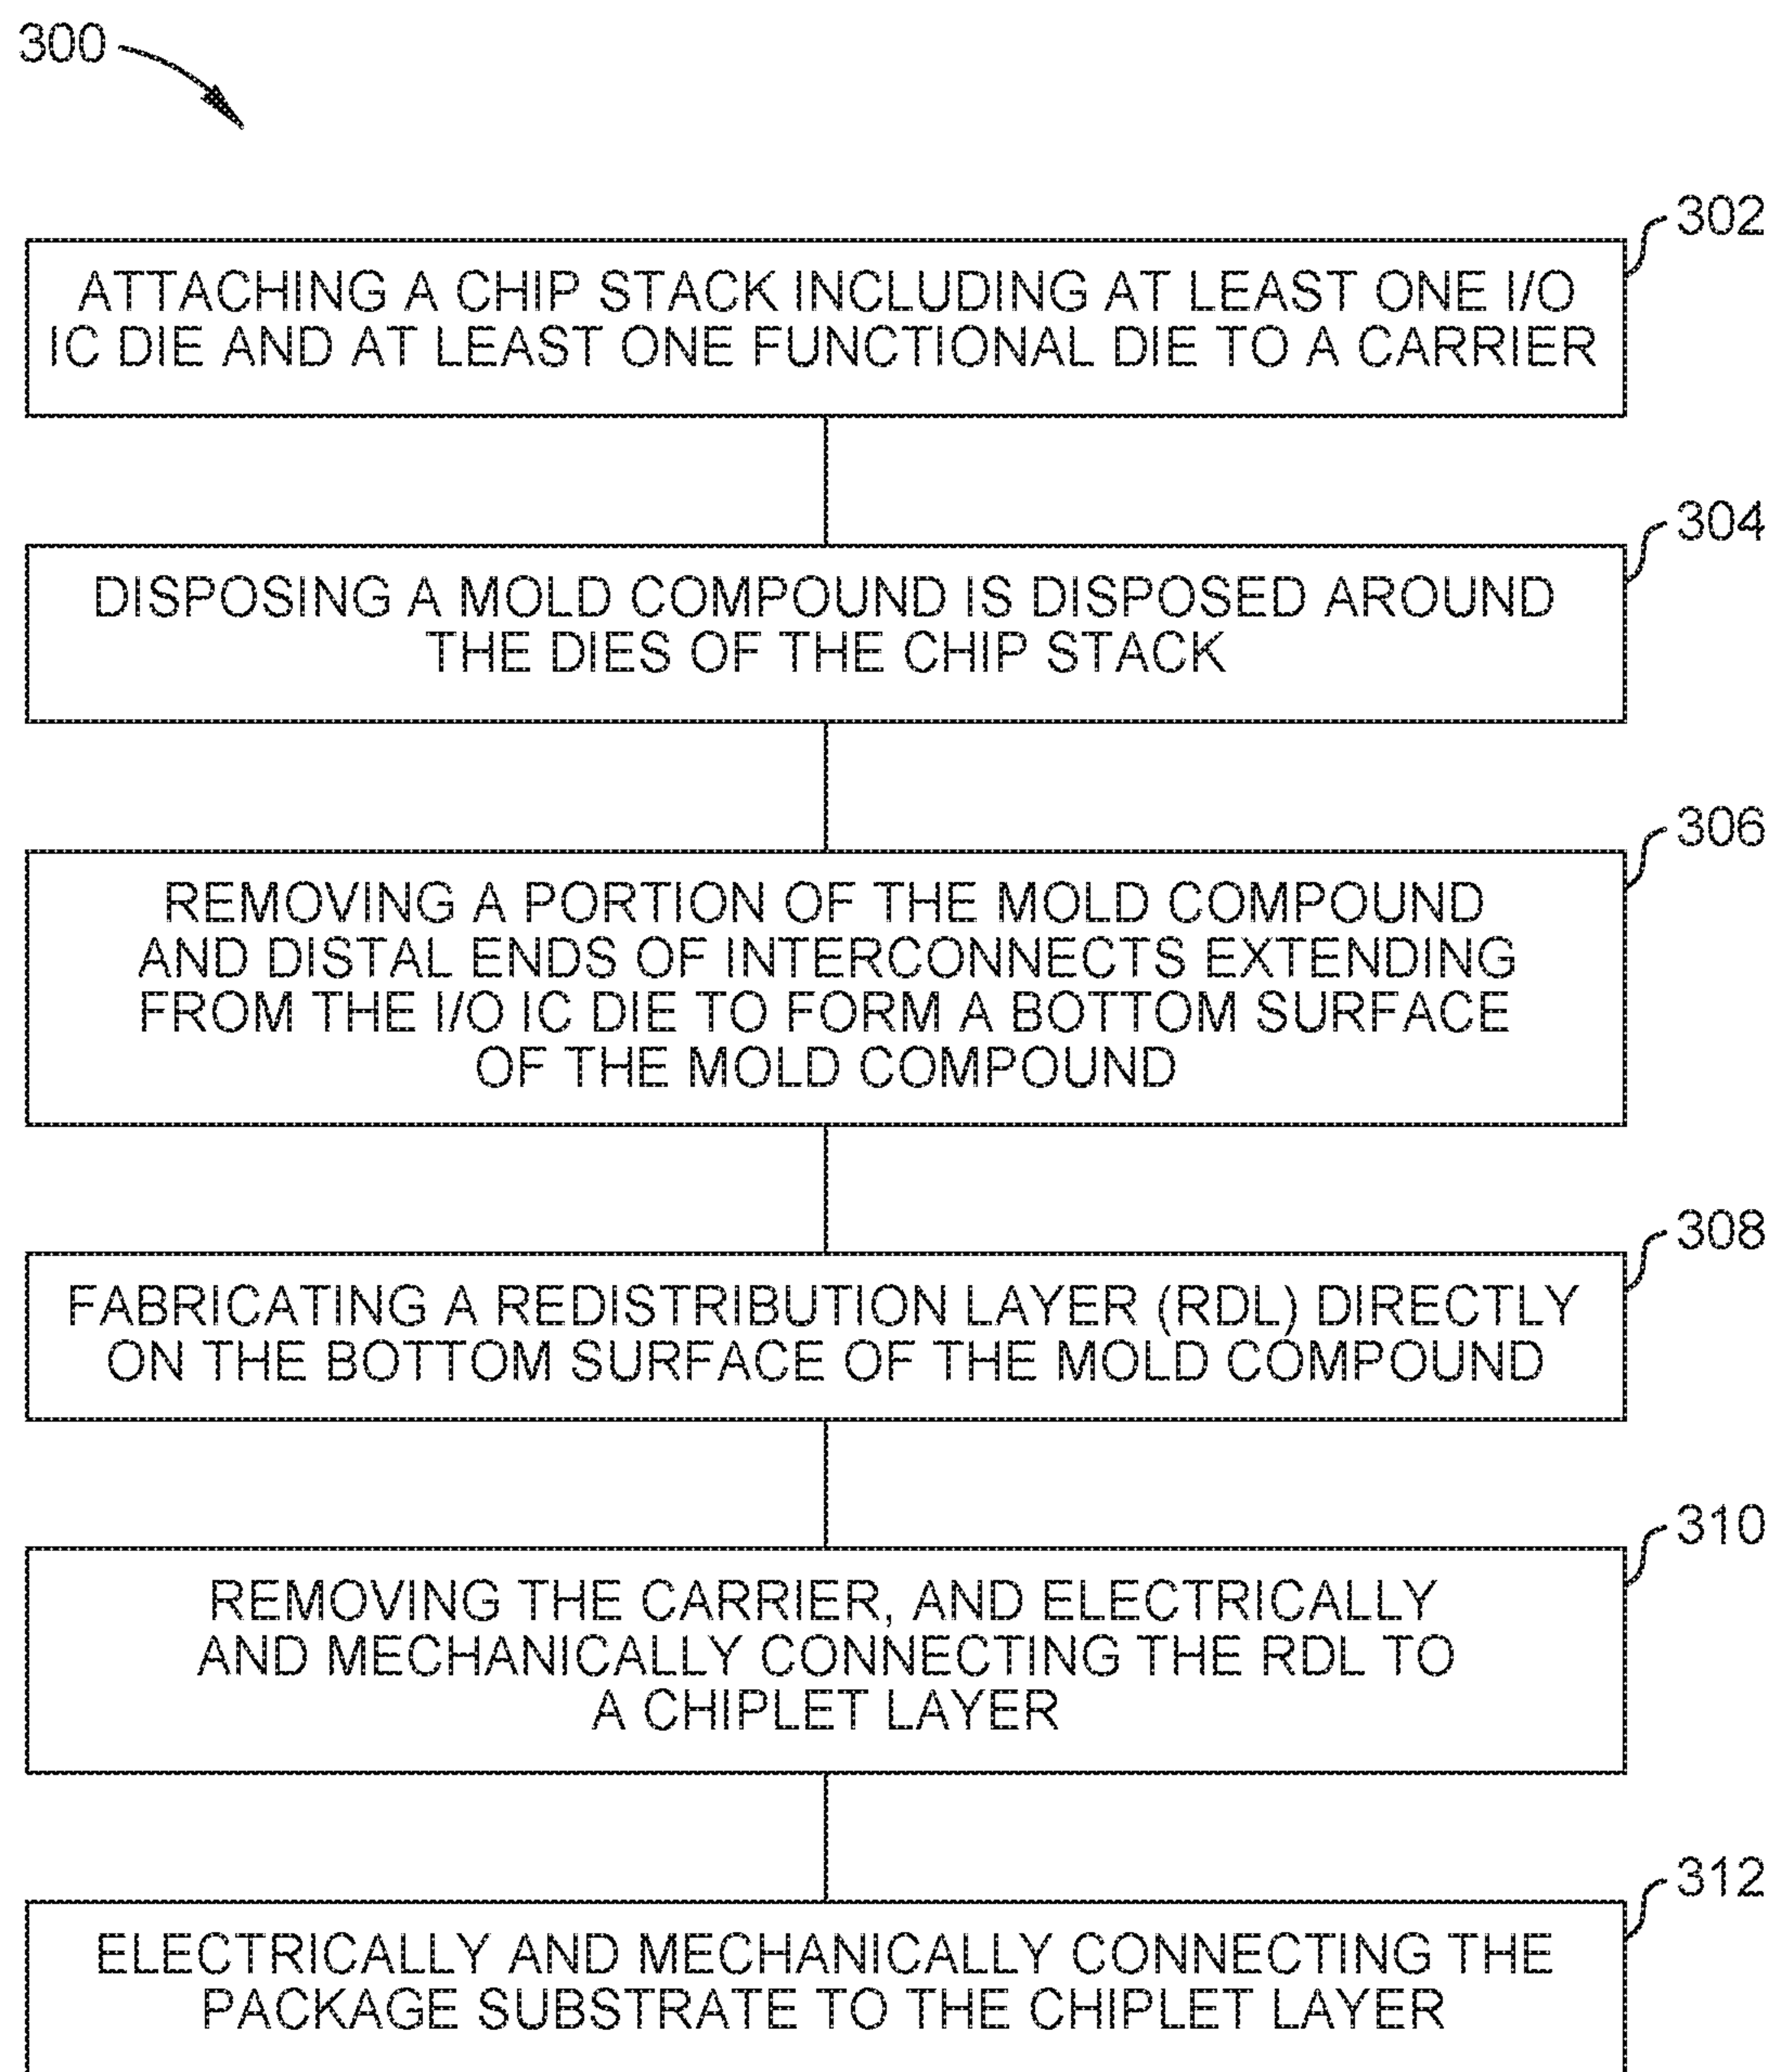 300
302
ATTACHING A CHIP STACK INCLUDING AT LEAST ONE I/O
IC DIE AND AT LEAST ONE FUNCTIONAL DIE TO A CARRIER
304
DISPOSING A MOLD COMPOUND IS DISPOSED AROUND
THE DIES OF THE CHIP STACK
306
REMOVING A PORTION OF THE MOLD COMPOUND
AND DISTAL ENDS OF INTERCONNECTS EXTENDING
FROM THE I/O IC DIE TO FORM A BOTTOM SURFACE
OF THE MOLD COMPOUND
308
FABRICATING A REDISTRIBUTION LAYER (RDL) DIRECTLY
ON THE BOTTOM SURFACE OF THE MOLD COMPOUND
310
REMOVING THE CARRIER, AND ELECTRICALLY
AND MECHANICALLY CONNECTING THE RDL TO
A CHIPLET LAYER
312
ELECTRICALLY AND MECHANICALLY CONNECTING THE
PACKAGE SUBSTRATE TO THE CHIPLET LAYER